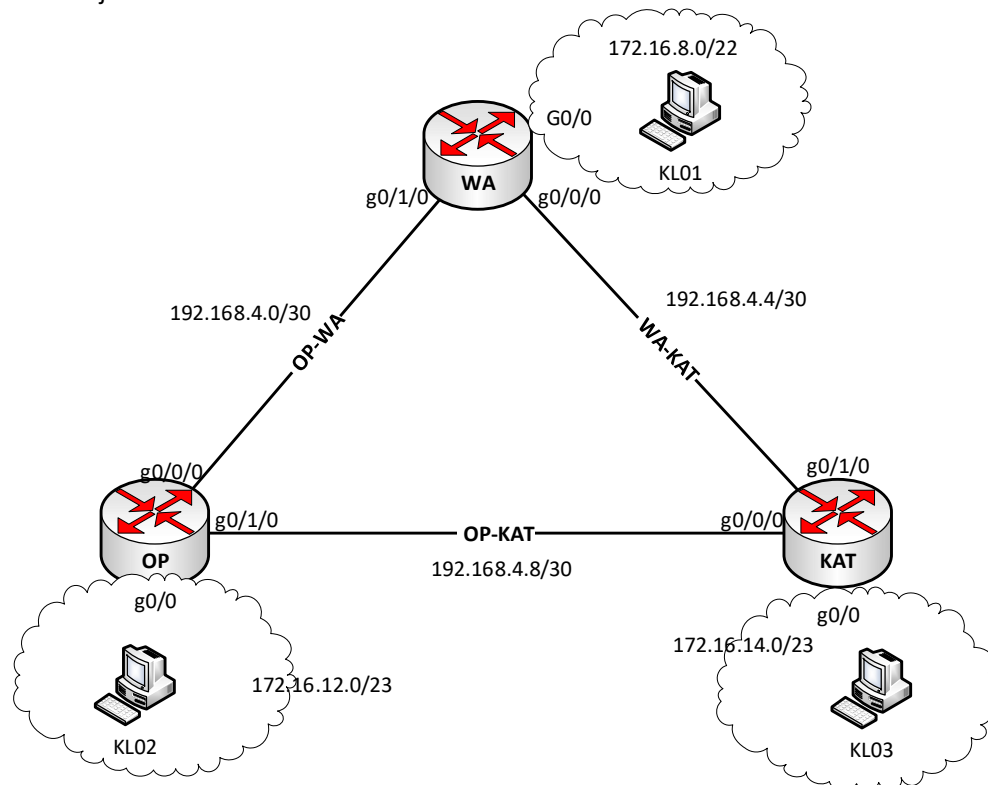 172.16.8.0/22
G0/0
KL01
WA
g0/1/0
g0/0/0
192.168.4.0/30
192.168.4.4/30
OP-WA
WA-KAT
g0/0/0
g0/1/0
g0/1/0
g0/0/0
OP-KAT
OP
KAT
192.168.4.8/30
g0/0
g0/0
172.16.14.0/23
172.16.12.0/23
KL02
KL03